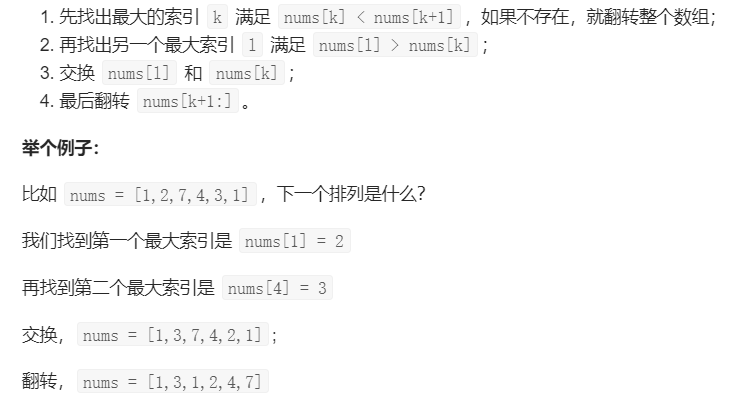 1. 先找出最大的索引 k 满足 nums[k] < nums[k+1] ，如果不存在，就翻转整个数组；
2. 再找出另一个最大索引 l 满足 nums[l] > nums[k] ；
3. 交换 nums[l] 和 nums[k] ；
4. 最后翻转 nums[k+1:] 。
举个例子：
比如 nums = [1,2,7,4,3,1] ，下一个排列是什么？
我们找到第一个最大索引是 nums[1] = 2
再找到第二个最大索引是 nums[4] = 3
交换， nums = [1,3,7,4,2,1] ；
翻转， nums = [1,3,1,2,4,7]